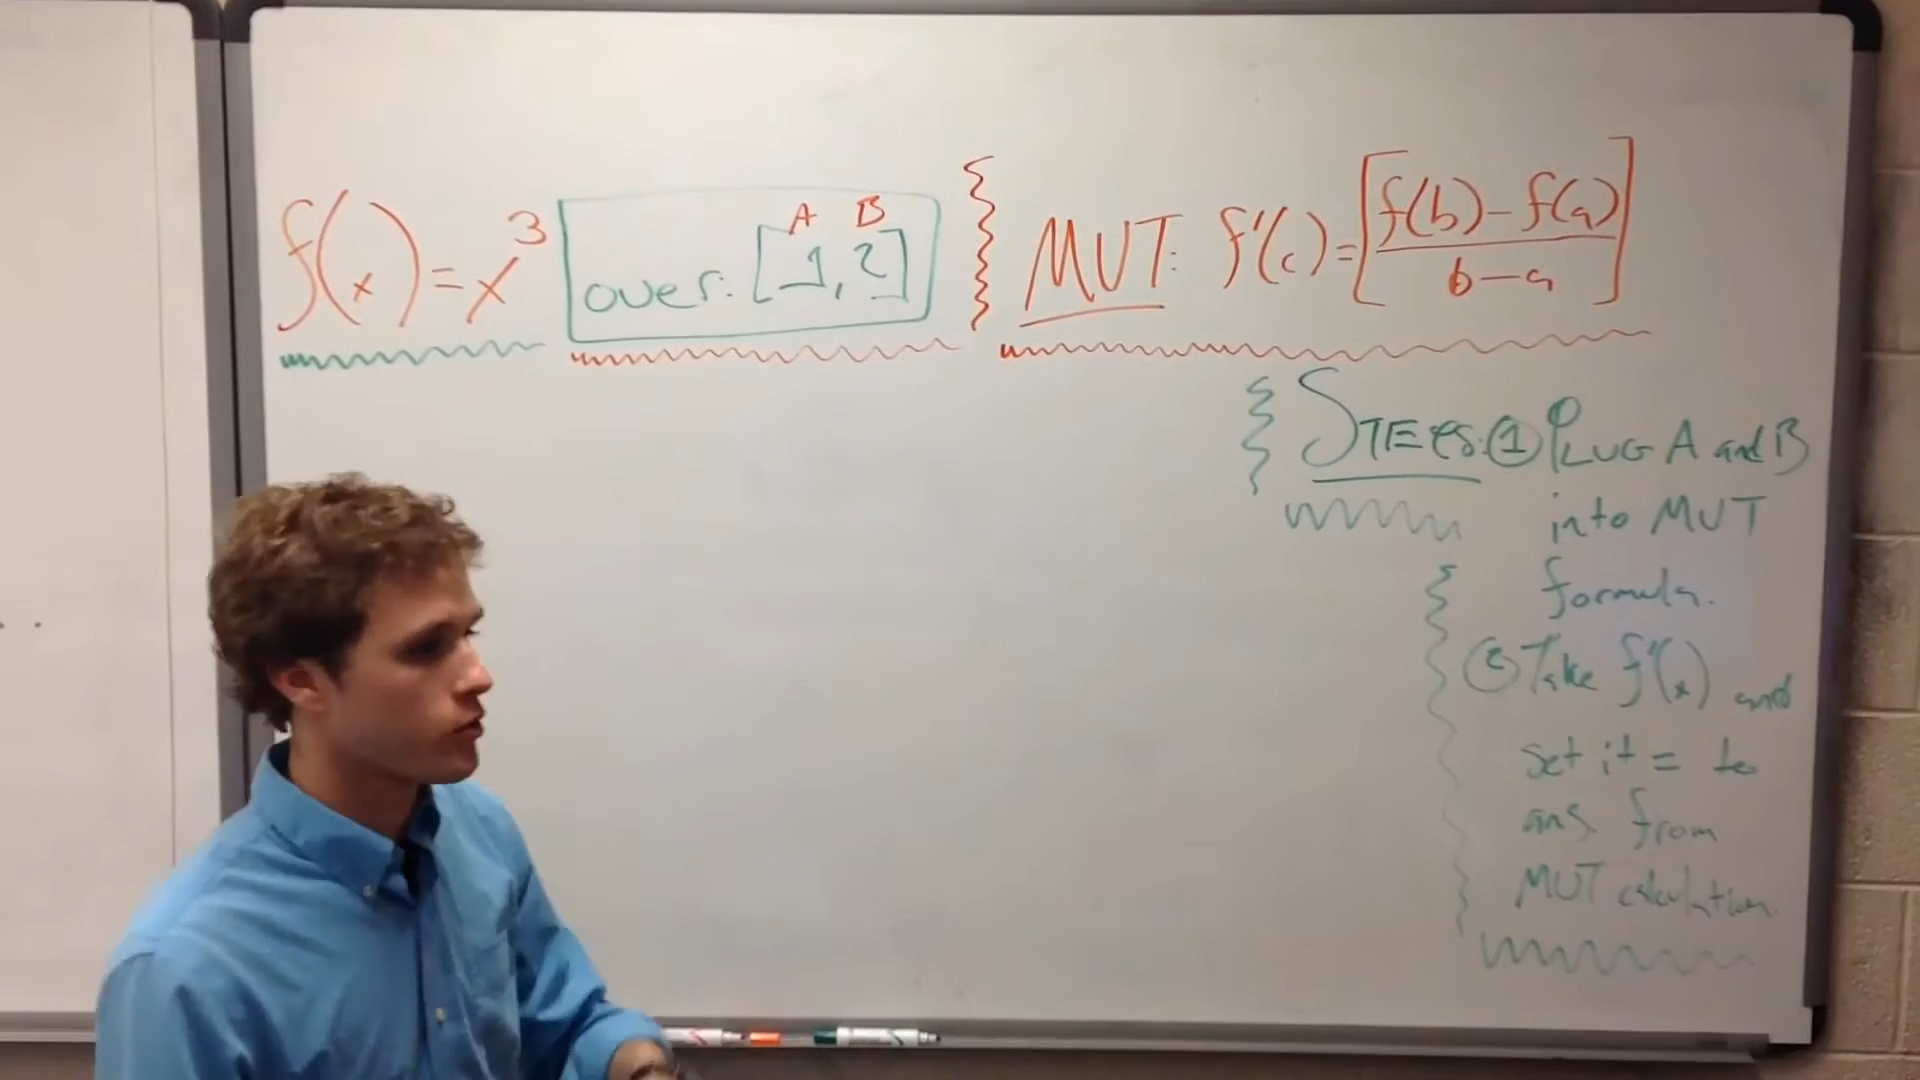 f(x) = x³ over: [1, 2] A B MVT: f'(c) = [f(b) - f(a) / b - a]
STEPS: ① PLUG A and B
into MVT
formula.
② Take f'(x) and
set it = to
ans. from
MVT calculation.